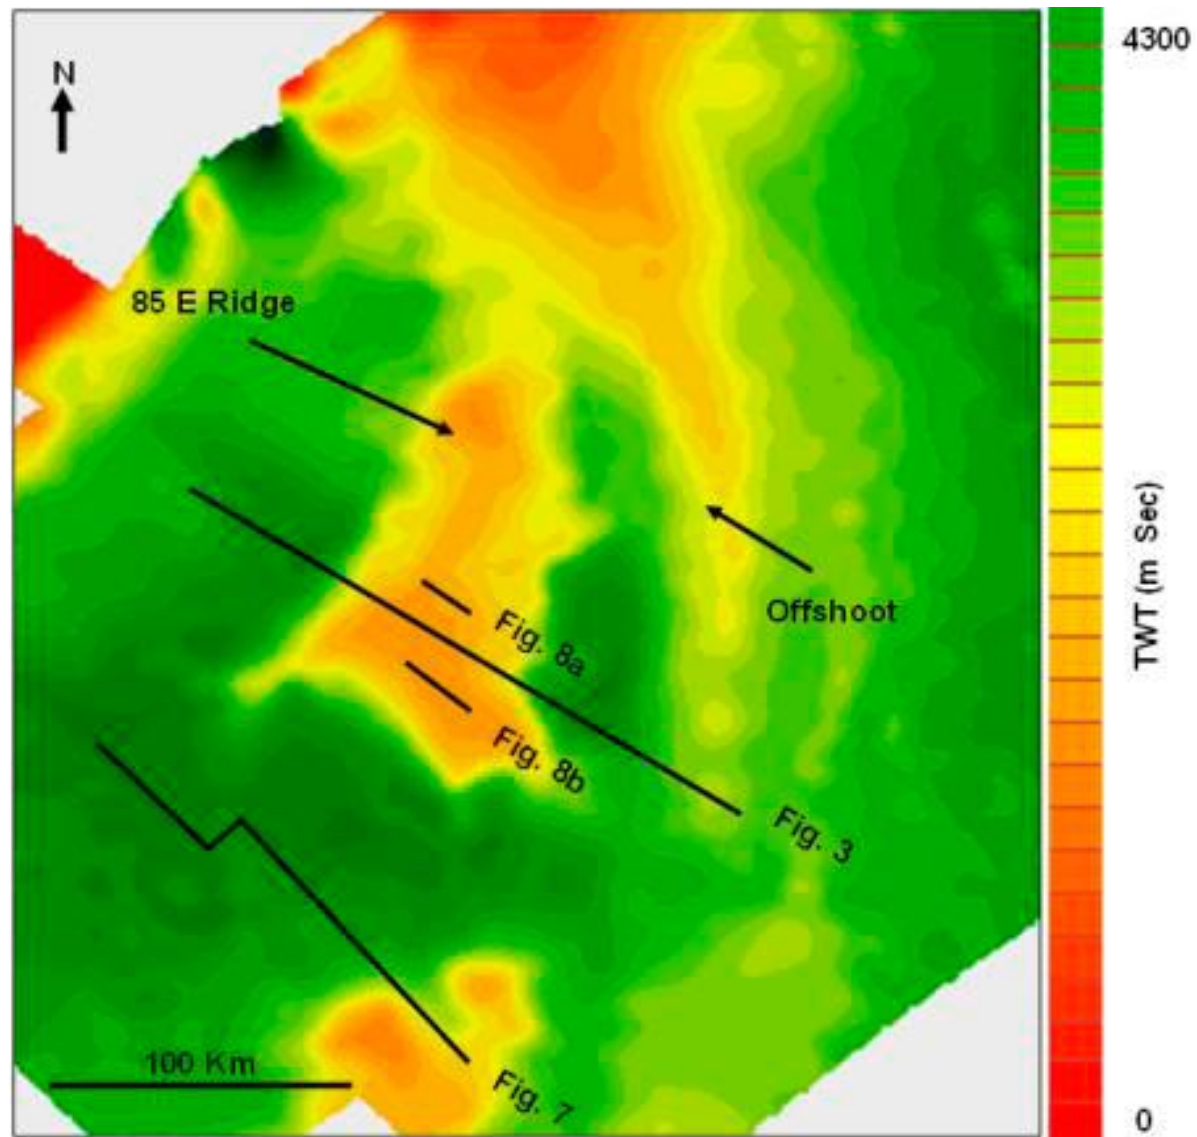 4300
N
85 E Ridge
TWT (m Sec)
Offshoot
Fig. 8a
Fig. 8b
Fig. 3
100 Km
Fig. 7
0